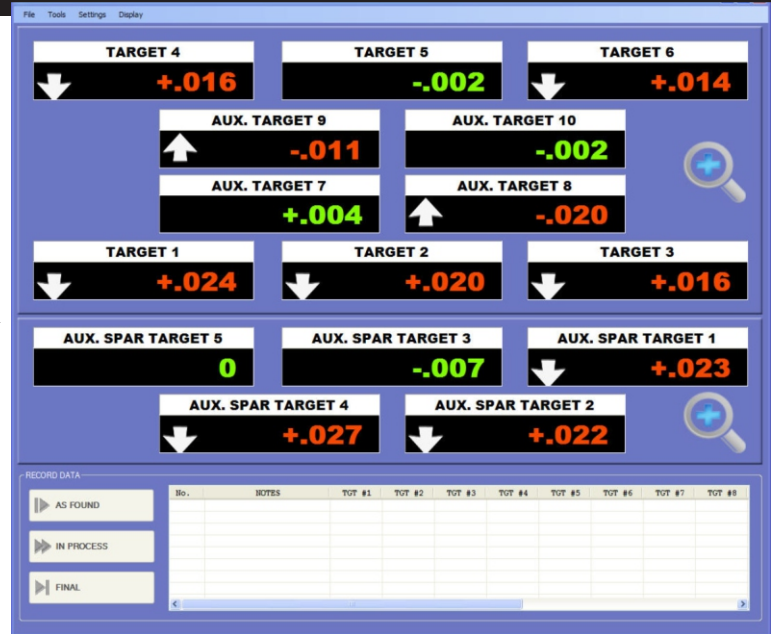 File Tools Settings Display
TARGET 4 TARGET 5 TARGET 6
+.016 -.002 +.014
AUX. TARGET 9 AUX. TARGET 10
-.011 -.002
AUX. TARGET 7 AUX. TARGET 8
+.004 -.020
TARGET 1 TARGET 2 TARGET 3
+.024 +.020 +.016
AUX. SPAR TARGET 5 AUX. SPAR TARGET 3 AUX. SPAR TARGET 1
0 -.007 +.023
AUX. SPAR TARGET 4 AUX. SPAR TARGET 2
+.027 +.022
RECORD DATA
No. NOTES TGT #1 TGT #2 TGT #3 TGT #4 TGT #5 TGT #6 TGT #7 TGT #8
AS FOUND
IN PROCESS
FINAL